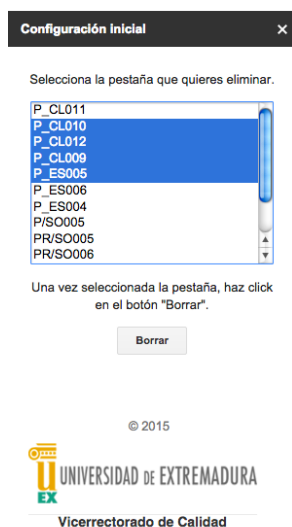 Configuración inicial ×
Selecciona la pestaña que quieres eliminar.
P_CL011
P_CL010
P_CL012
P_CL009
P_ES005
P_ES006
P_ES004
P/SO005
PR/SO005
PR/SO006
Una vez seleccionada la pestaña, haz click
en el botón "Borrar".
Borrar
© 2015
UEX UNIVERSIDAD DE EXTREMADURA
Vicerrectorado de Calidad